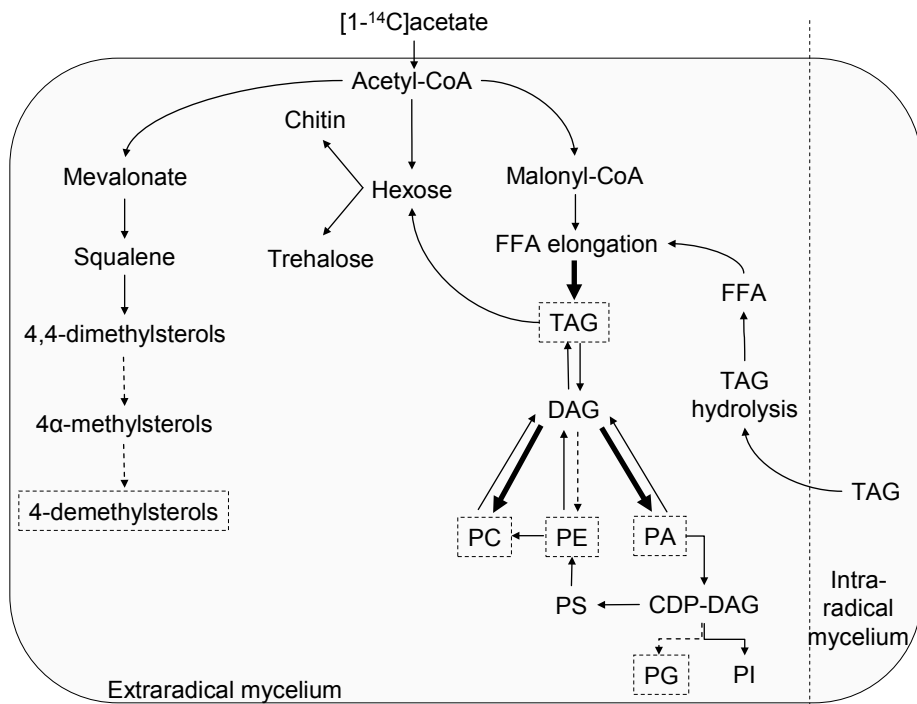 [1-¹⁴C]acetate
Acetyl-CoA
Chitin
Mevalonate
Hexose
Malonyl-CoA
Squalene
Trehalose
FFA elongation
FFA
4,4-dimethylsterols
TAG
TAG
hydrolysis
4α-methylsterols
DAG
4-demethylsterols
TAG
PC
PE
PA
PS
CDP-DAG
Intra-
radical
mycelium
PG
PI
Extraradical mycelium